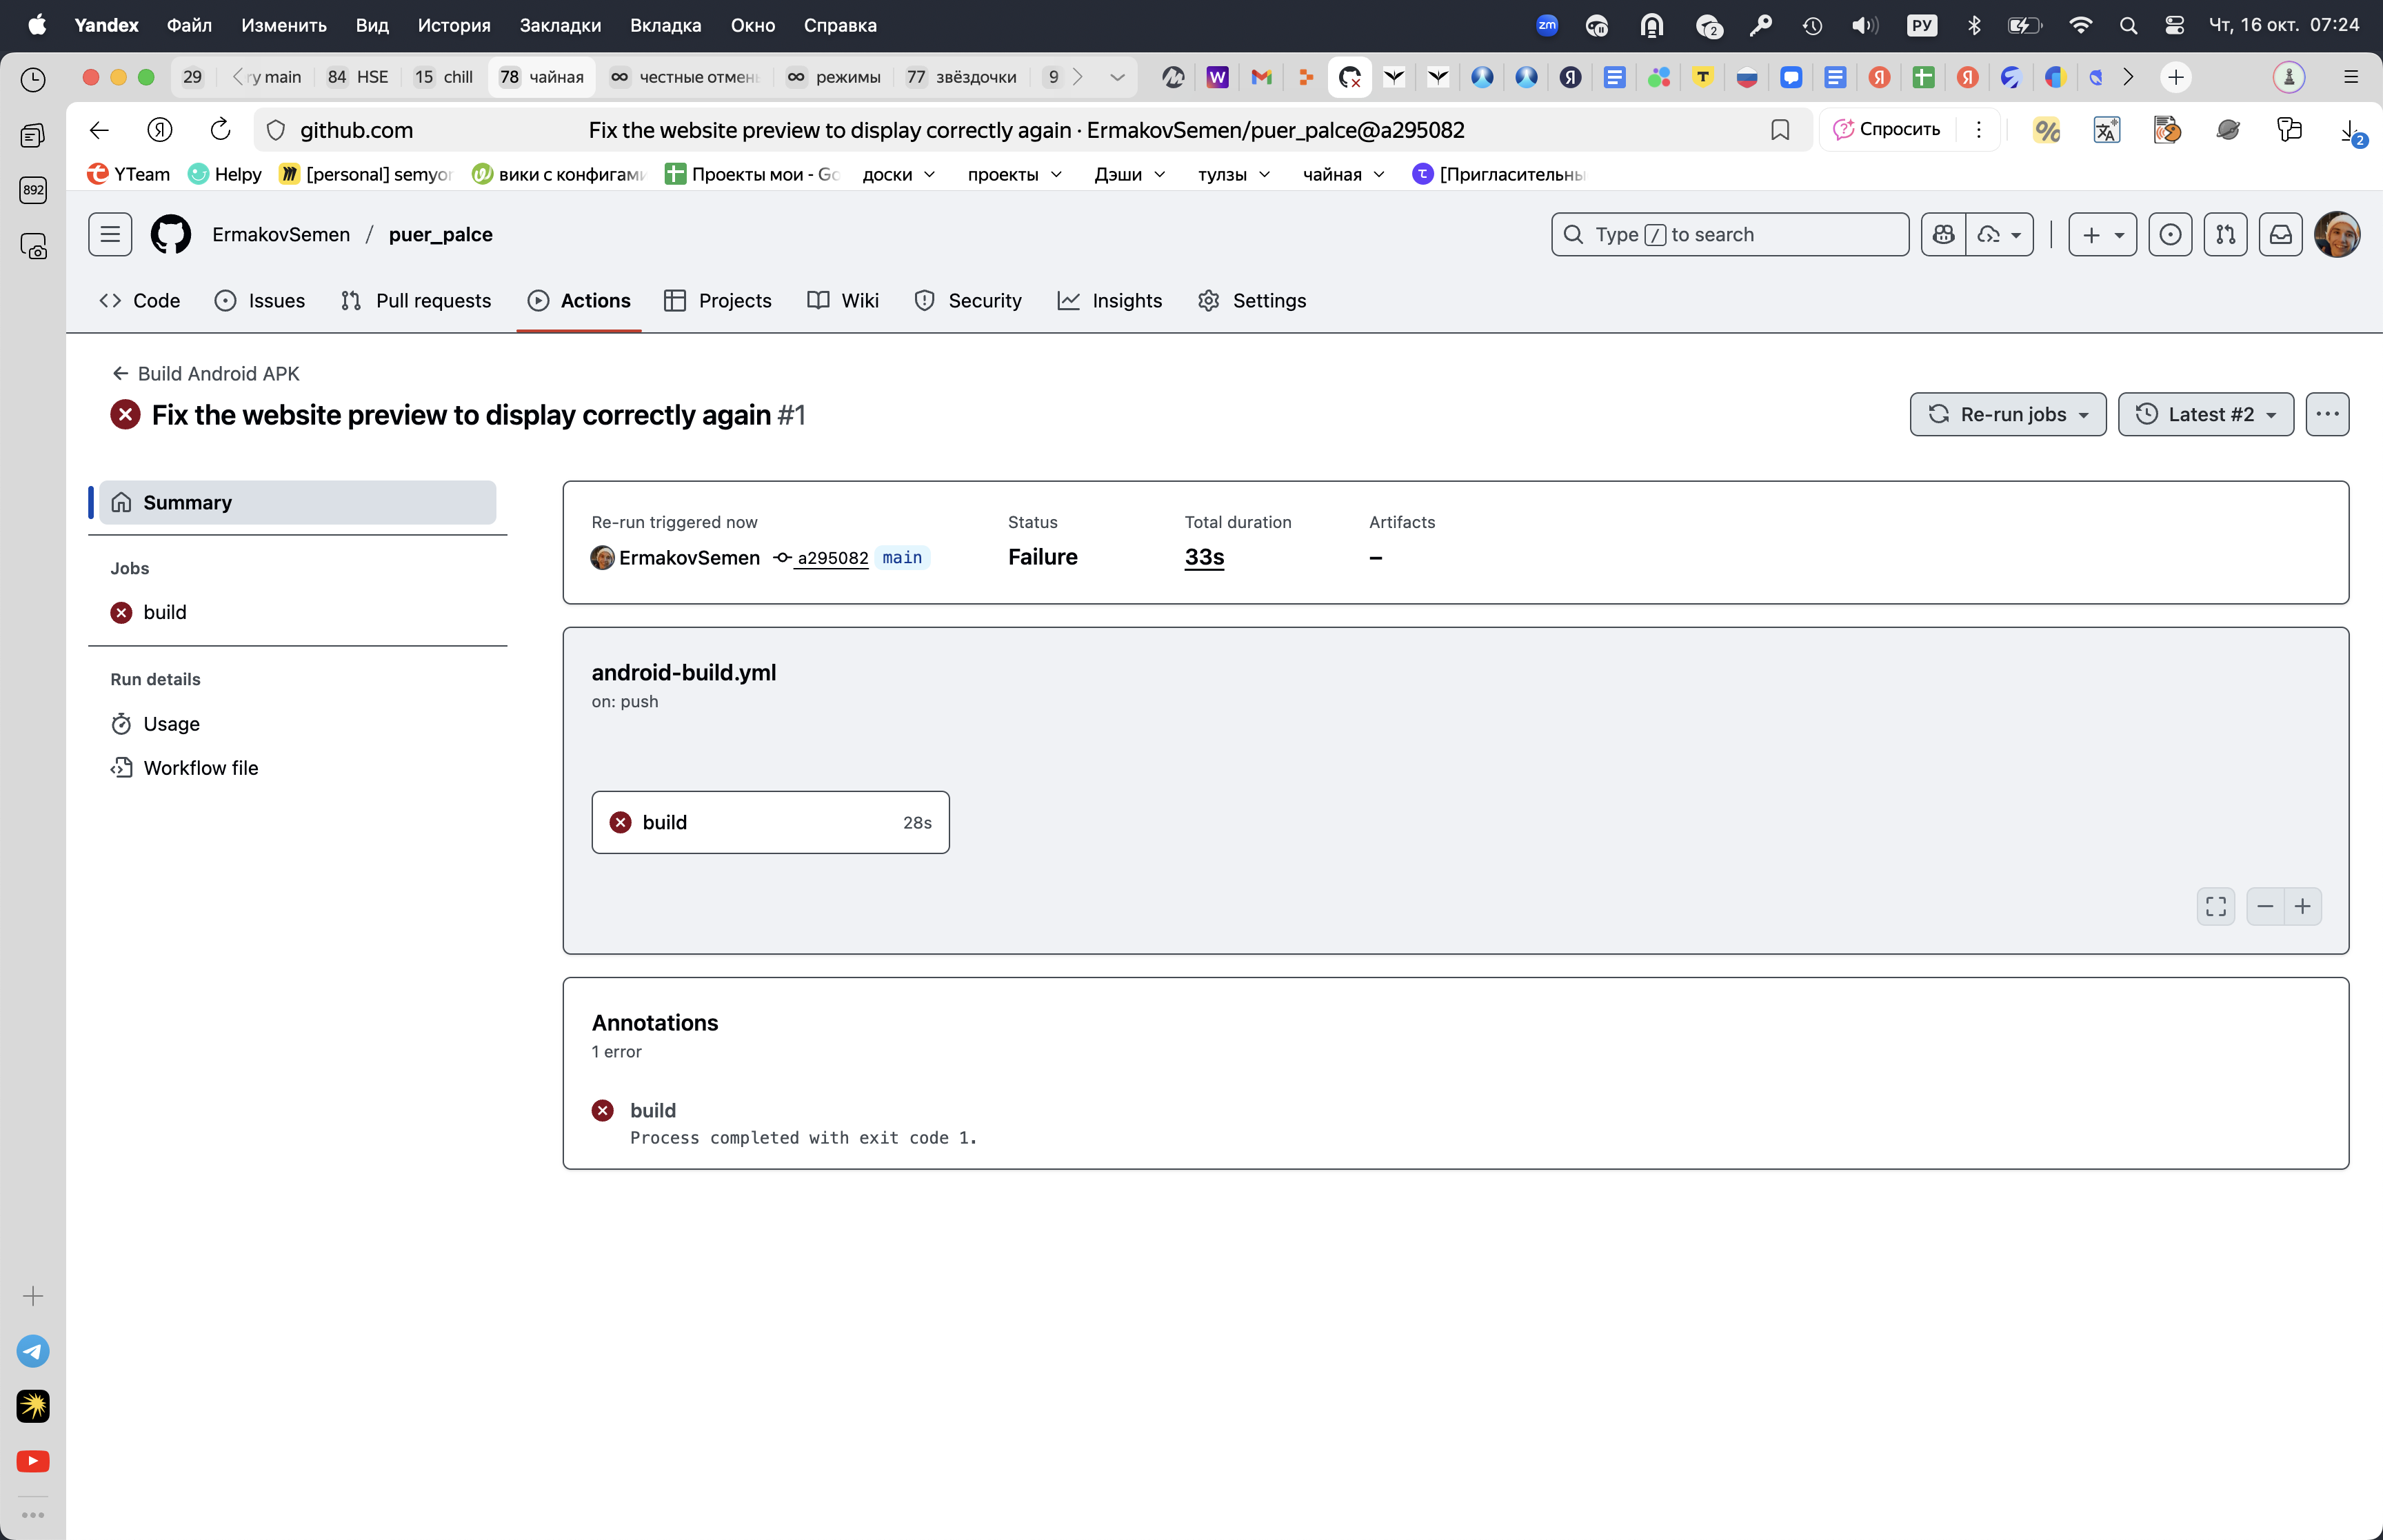 Yandex Файл Изменить Вид История Закладки Вкладка Окно Справка zm 2 РУ Чт, 16 окт. 07:24
29 ry main 84 HSE 15 chill 78 чайная честные отмен режимы 77 звёздочки 9
github.com Fix the website preview to display correctly again · ErmakovSemen/puer_palce@a295082 Спросить 2
YTeam Helpy [personal] semyon вики с конфигами Проекты мои - Go доски проекты Дэши тулзы чайная [Пригласительны
892
ErmakovSemen / puer_palce Type / to search
Code Issues Pull requests Actions Projects Wiki Security Insights Settings
Build Android APK
Fix the website preview to display correctly again #1
Re-run jobs Latest #2
Summary
Jobs
build
Run details
Usage
Workflow file
Re-run triggered now Status Total duration Artifacts
ErmakovSemen a295082 main Failure 33s –
android-build.yml
on: push
build 28s
Annotations
1 error
build
Process completed with exit code 1.